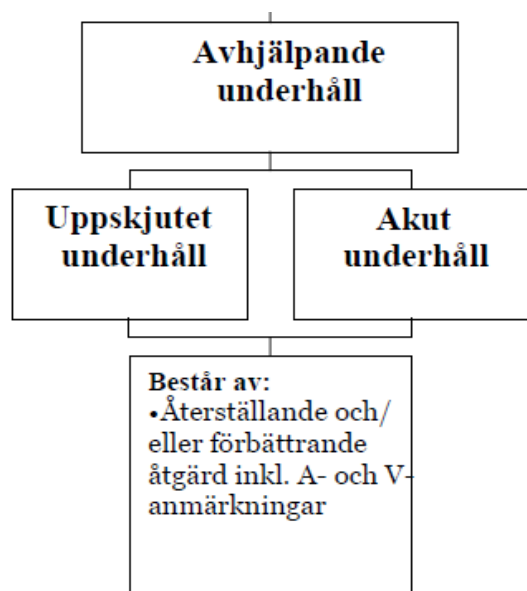 Avhjälpande
underhåll
Uppskjutet
underhåll
Akut
underhåll
Består av:
•Återställande och/
eller förbättrande
åtgärd inkl. A- och V-
anmärkningar